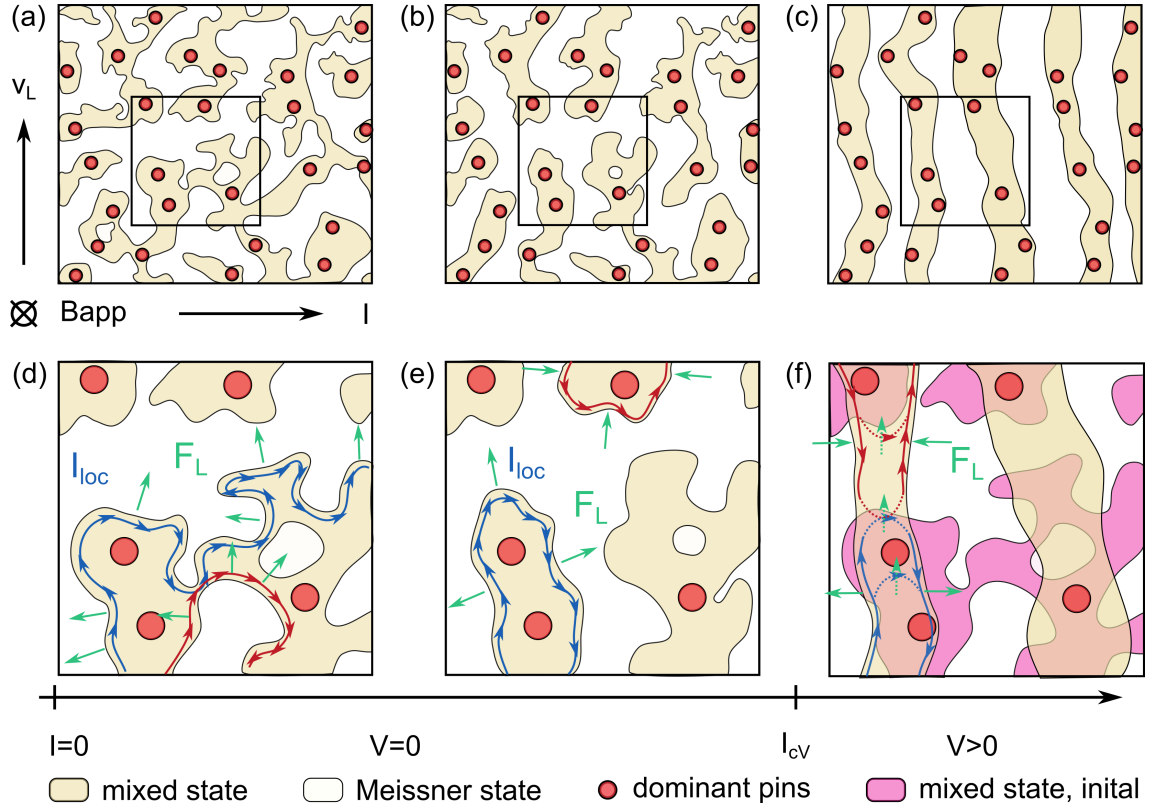 (a)
(b)
(c)
vL
Bapp
I
(d)
(e)
(f)
Iloc
FL
Iloc
FL
FL
I=0
V=0
IcV
V>0
mixed state
Meissner state
dominant pins
mixed state, inital